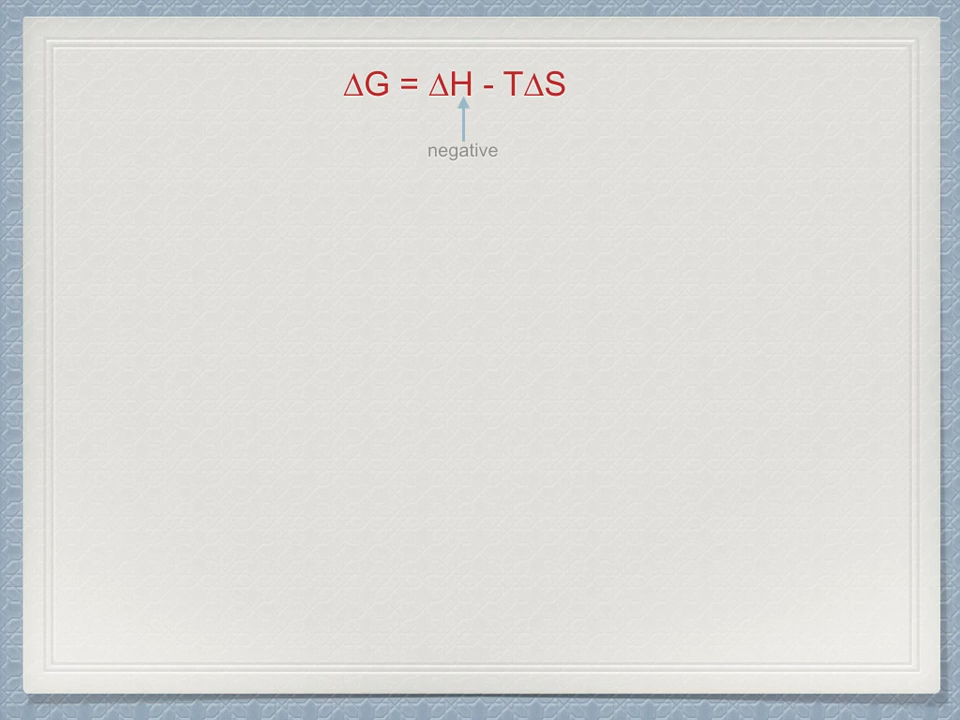 ∆G = ∆H - T∆S
negative